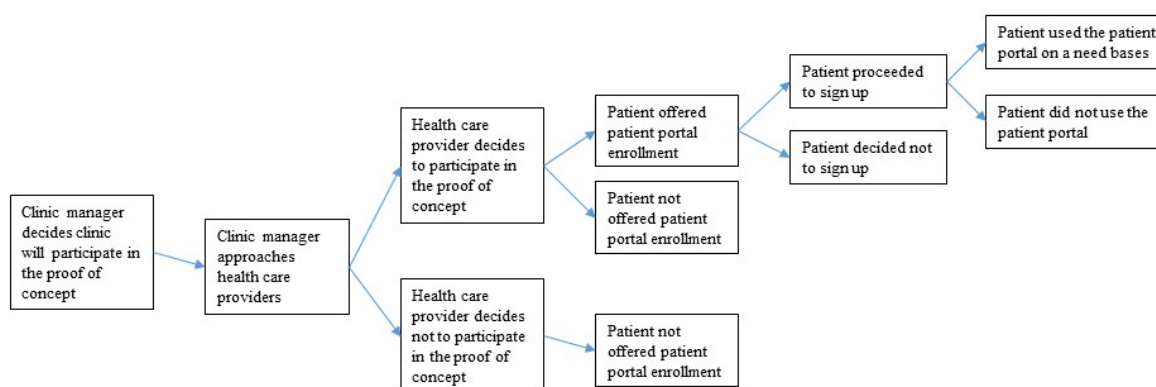 Clinic manager
decides clinic
will participate in
the proof of
concept
Clinic manager
approaches
health care
providers
Health care
provider decides
to participate in
the proof of
concept
Health care
provider decides
not to participate
in the proof of
concept
Patient offered
patient portal
enrollment
Patient not
offered patient
portal enrollment
Patient not
offered patient
portal enrollment
Patient proceeded
to sign up
Patient decided not
to sign up
Patient used the patient
portal on a need bases
Patient did not use the
patient portal